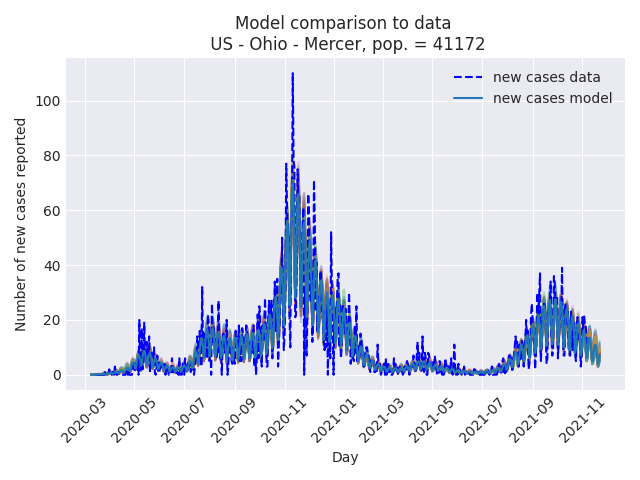 Model comparison to data
US - Ohio - Mercer, pop. = 41172
new cases data
new cases model
Number of new cases reported
100
80
60
40
20
0
2020-03
2020-05
2020-07
2020-09
2020-11
2021-01
2021-03
2021-05
2021-07
2021-09
2021-11
Day